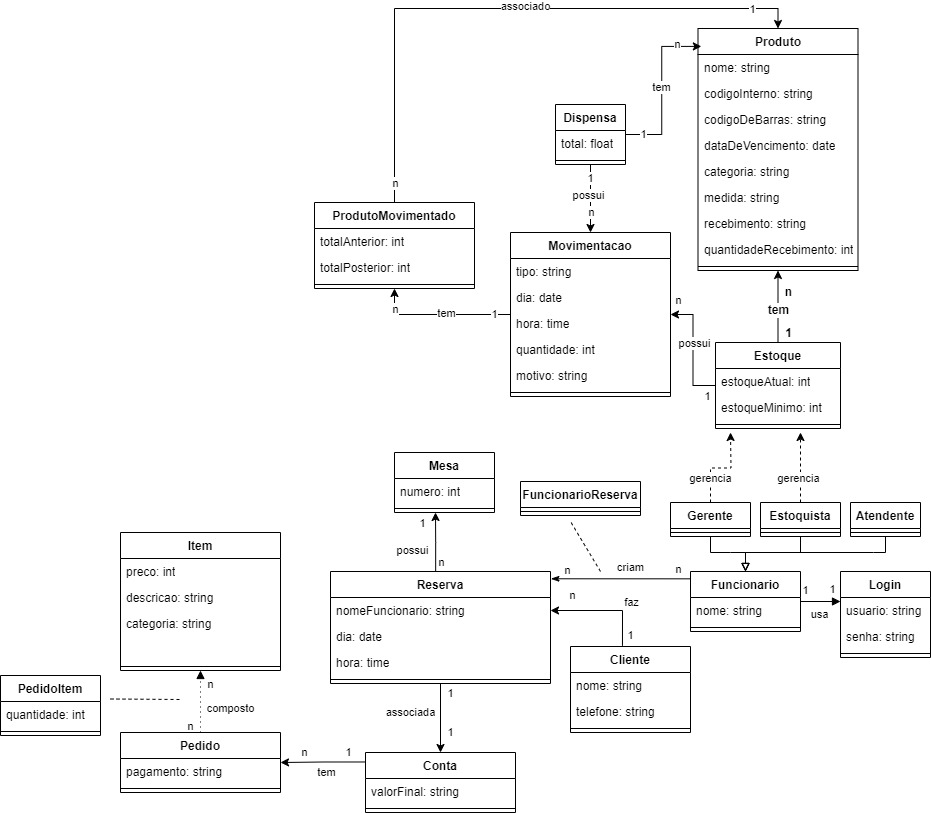 associado
1
n
Produto
nome: string
codigoInterno: string
codigoDeBarras: string
dataDeVencimento: date
categoria: string
medida: string
recebimento: string
quantidadeRecebimento: int
n
tem
1
Dispensa
total: float
1
possui
n
ProdutoMovimentado
totalAnterior: int
totalPosterior: int
n
tem
1
Movimentacao
tipo: string
dia: date
hora: time
quantidade: int
motivo: string
n
possui
1
n
tem
1
Estoque
estoqueAtual: int
estoqueMinimo: int
gerencia
gerencia
Gerente
Estoquista
Atendente
Mesa
numero: int
1
possui
n
FuncionarioReserva
Item
preco: int
descricao: string
categoria: string
Reserva
nomeFuncionario: string
dia: date
hora: time
n
criam
n
Funcionario
nome: string
1
1
usa
Login
usuario: string
senha: string
n
faz
1
Cliente
nome: string
telefone: string
PedidoItem
quantidade: int
n
composto
n
1
associada
1
Pedido
pagamento: string
n
1
tem
Conta
valorFinal: string